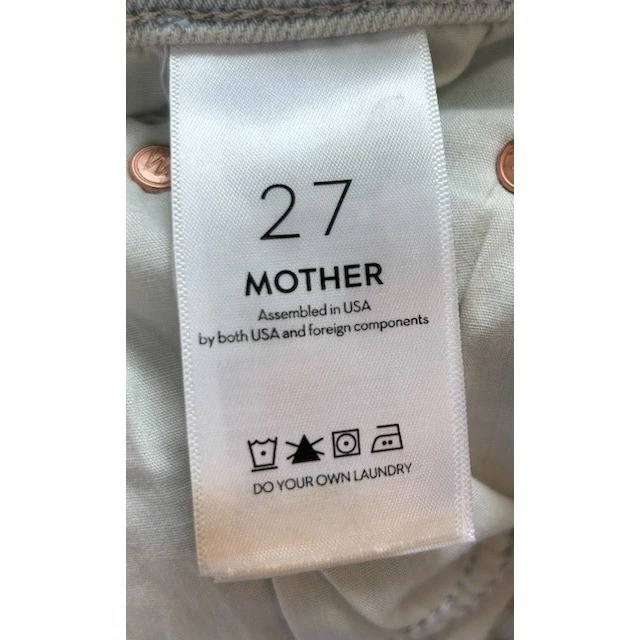 27
MOTHER
Assembled in USA
by both USA and foreign components
DO YOUR OWN LAUNDRY